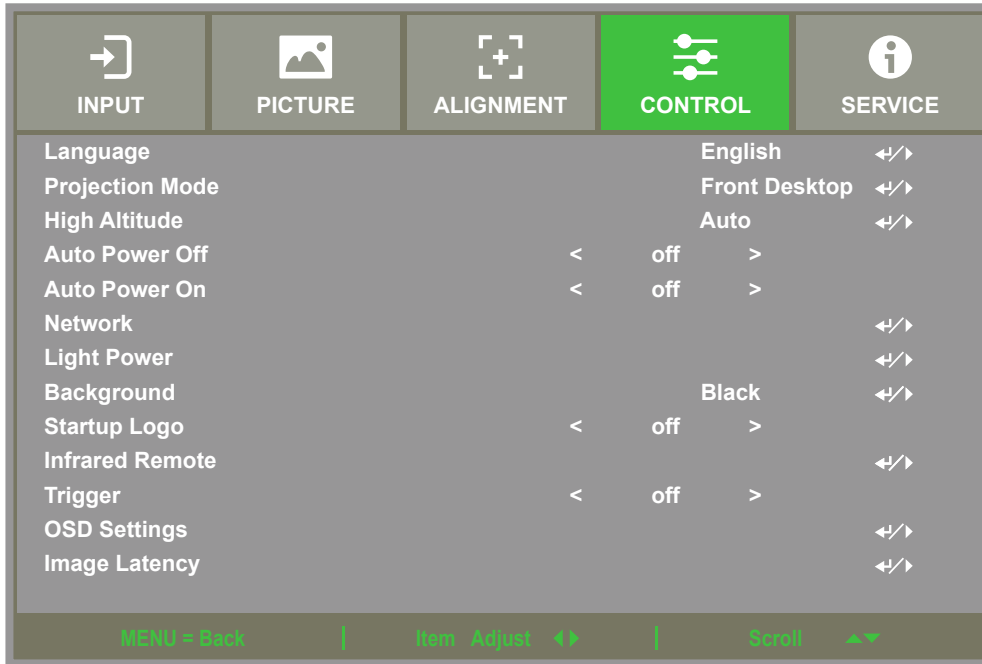 INPUT PICTURE ALIGNMENT CONTROL SERVICE
Language English
Projection Mode Front Desktop
High Altitude Auto
Auto Power Off < off >
Auto Power On < off >
Network
Light Power
Background Black
Startup Logo < off >
Infrared Remote
Trigger < off >
OSD Settings
Image Latency
MENU = Back | Item Adjust | Scroll